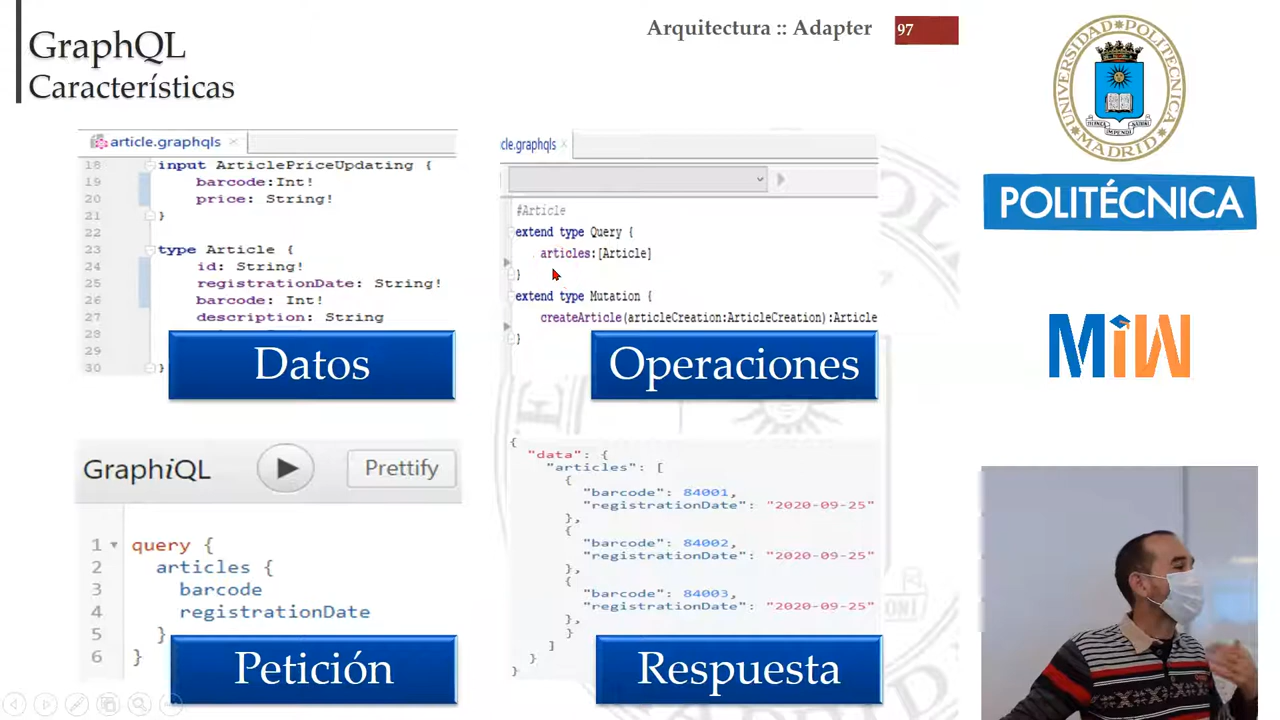 GraphQL
Características
Arquitectura :: Adapter
97
article.graphqls
18 input ArticlePriceUpdating {
19 barcode:Int!
20 price: String!
21 }
22
23 type Article {
24 id: String!
25 registrationDate: String!
26 barcode: Int!
27 description: String
28
29
30 }
Datos
cle.graphqls
#Article
extend type Query {
articles:[Article]
}
extend type Mutation {
createArticle(articleCreation:ArticleCreation):Article
}
Operaciones
GraphiQL
Prettify
1 query {
2 articles {
3 barcode
4 registrationDate
5 }
6 }
Petición
{
"data": {
"articles": [
{
"barcode": 84001,
"registrationDate": "2020-09-25"
},
{
"barcode": 84002,
"registrationDate": "2020-09-25"
},
{
"barcode": 84003,
"registrationDate": "2020-09-25"
},
}
]
}
}
Respuesta
UNIVERSIDAD POLITÉCNICA
MADRID
POLITÉCNICA
MiW